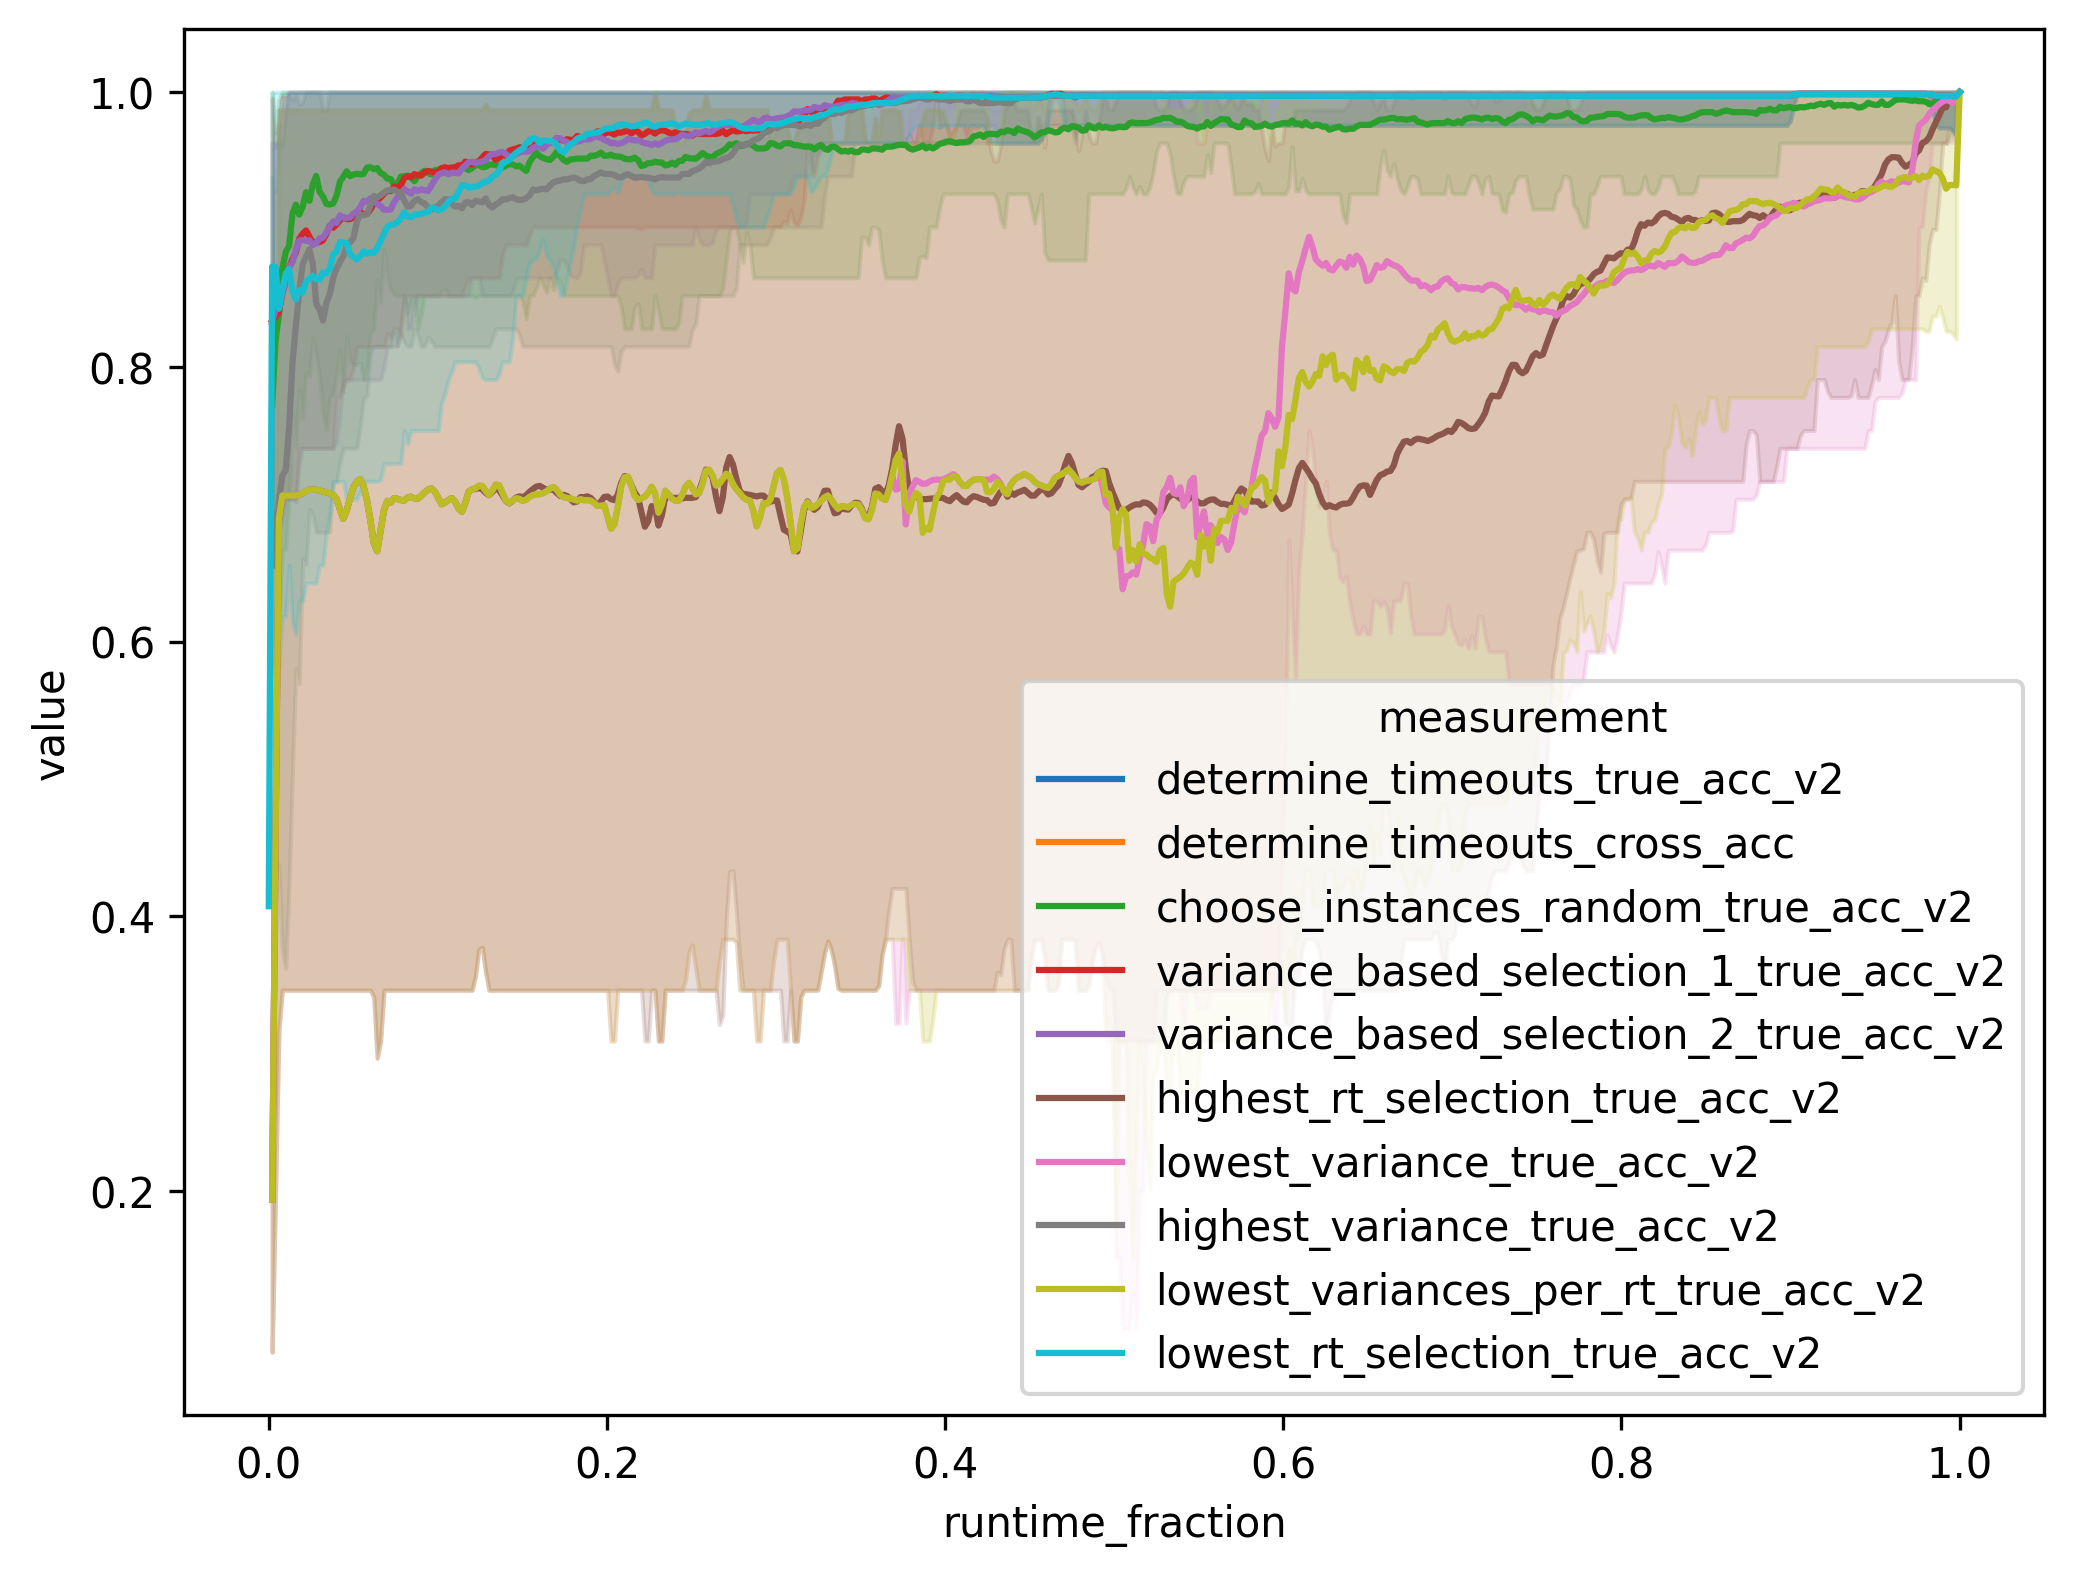 1.0
0.8
0.6
0.4
0.2
value
measurement
determine_timeouts_true_acc_v2
determine_timeouts_cross_acc
choose_instances_random_true_acc_v2
variance_based_selection_1_true_acc_v2
variance_based_selection_2_true_acc_v2
highest_rt_selection_true_acc_v2
lowest_variance_true_acc_v2
highest_variance_true_acc_v2
lowest_variances_per_rt_true_acc_v2
lowest_rt_selection_true_acc_v2
0.0 0.2 0.4 0.6 0.8 1.0
runtime_fraction